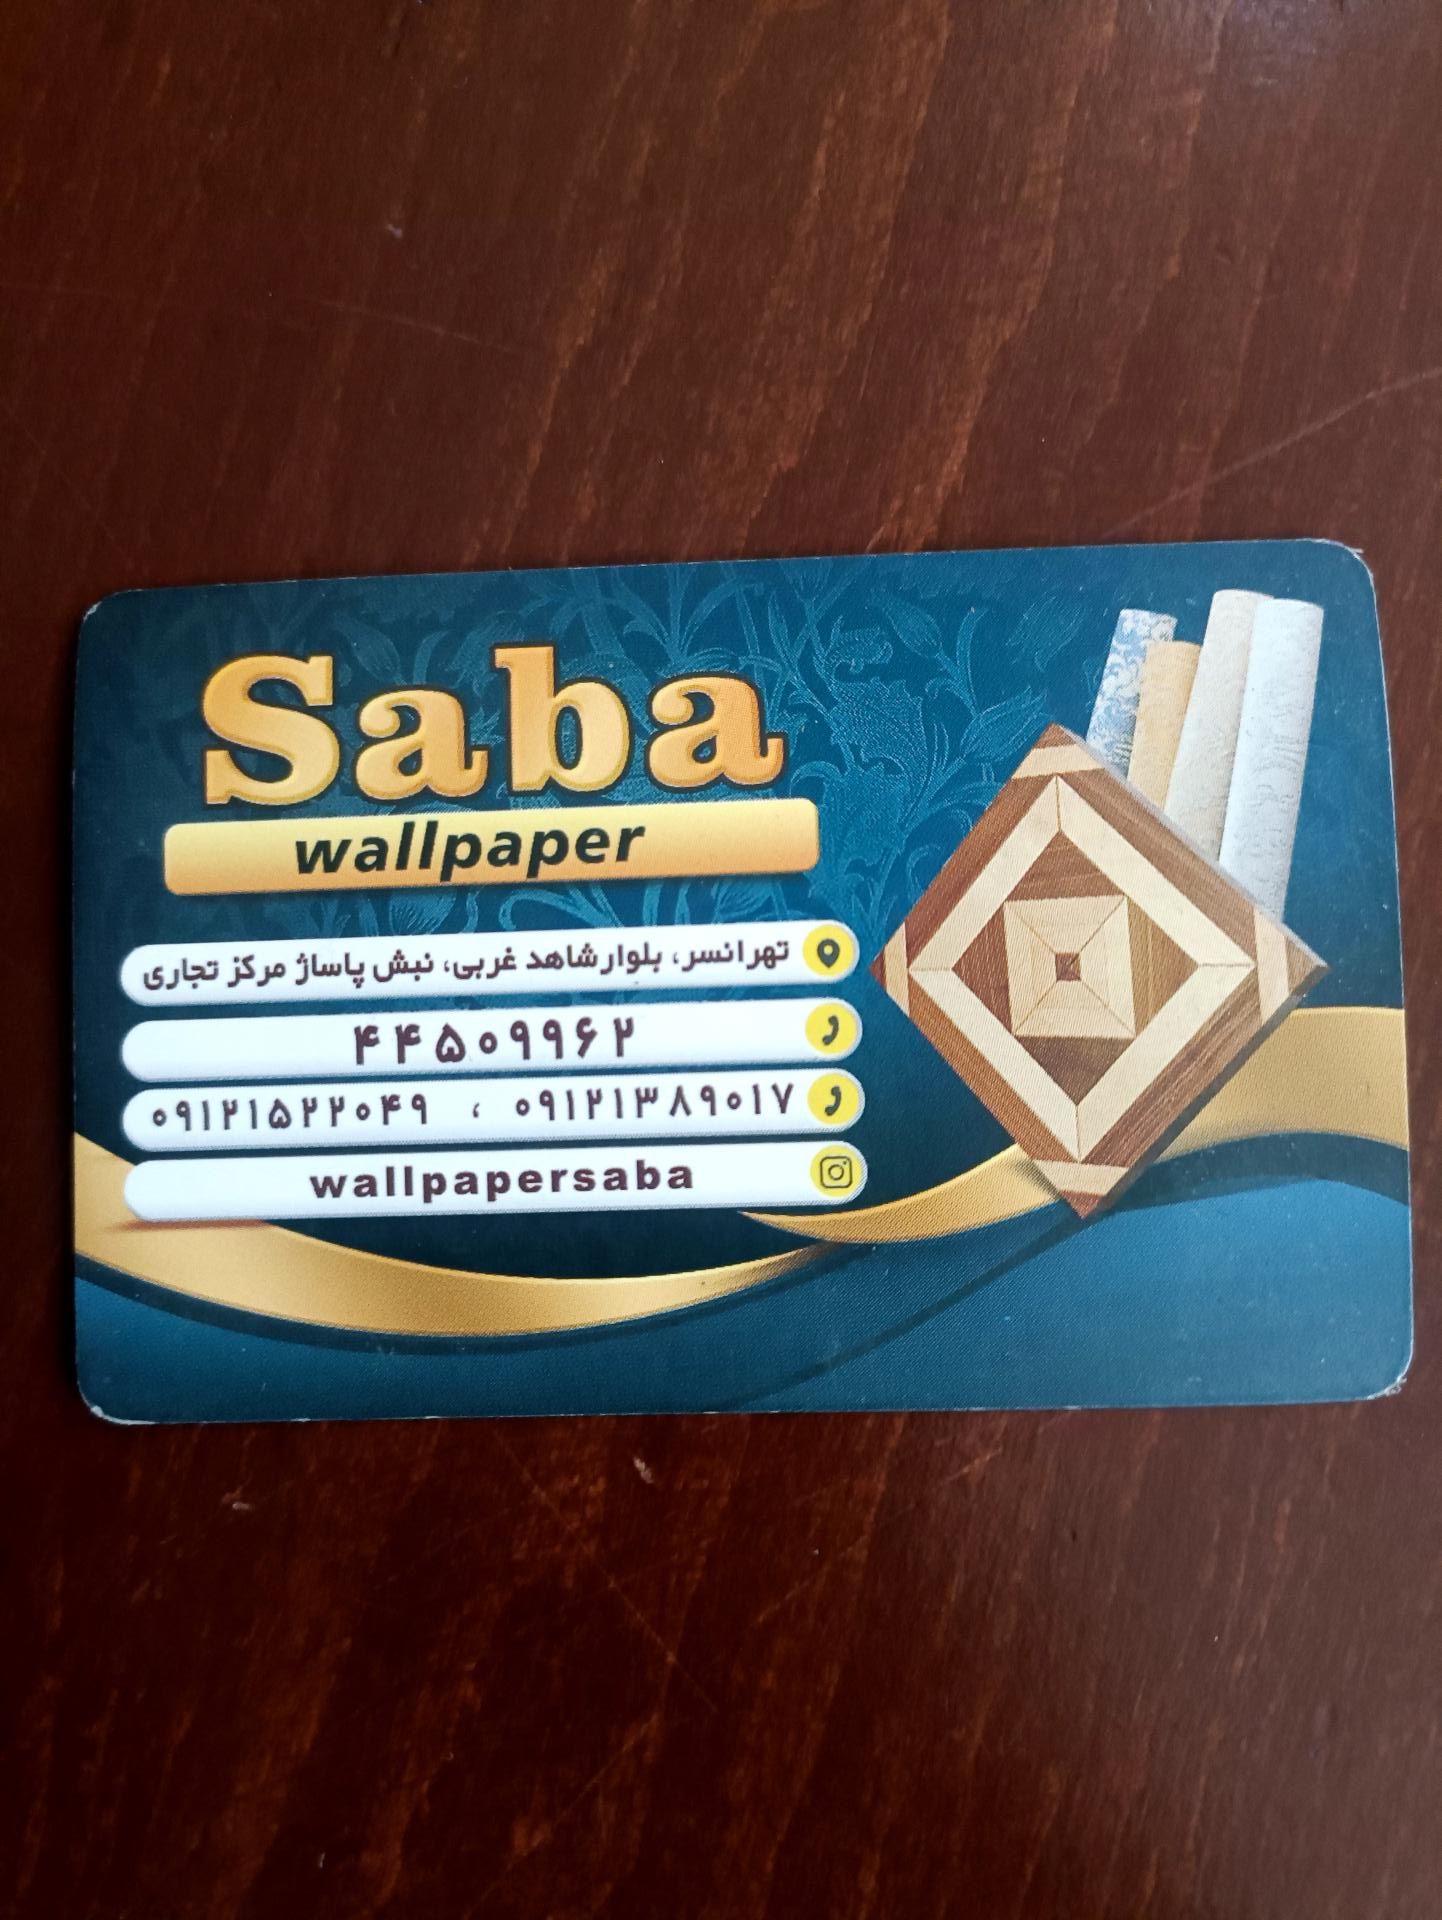 Saba
wallpaper
تهرانسر، بلوار شاهد غربی، نبش پاساژ مرکز تجاری
۴۴۵۰۹۹۶۲
۰۹۱۲۱۵۲۲۰۴۹ ، ۰۹۱۲۱۳۸۹۰۱۷
wallpapersaba